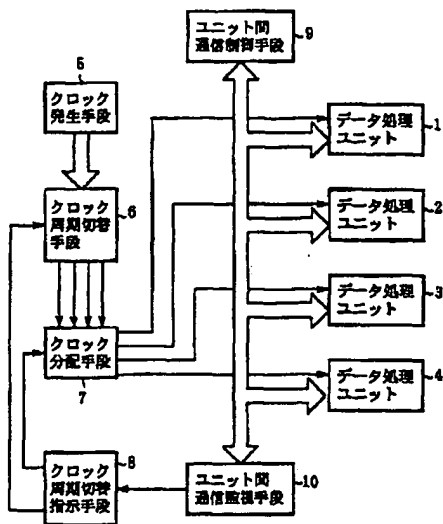 ユニット間
通信制御手段
9
5
クロック
発生手段
データ処理
ユニット
1
クロック
周期切替
手段
6
データ処理
ユニット
2
データ処理
ユニット
3
クロック
分配手段
7
データ処理
ユニット
4
クロック
周期切替
指示手段
8
ユニット間
通信監視手段
10